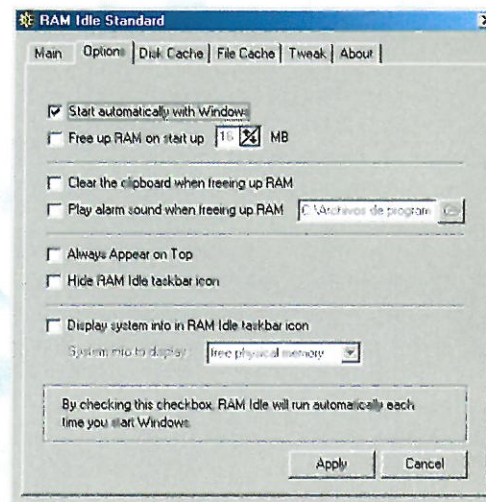 RAM Idle Standard
Main Options Disk Cache File Cache Tweak About
Start automatically with Windows
Free up RAM on start up 16 MB
Clear the clipboard when freeing up RAM
Play alarm sound when freeing up RAM C:\Archivos de program
Always Appear on Top
Hide RAM Idle taskbar icon
Display system info in RAM Idle taskbar icon
System info to display: free physical memory
By checking this checkbox, RAM Idle will run automatically each
time you start Windows.
Apply Cancel